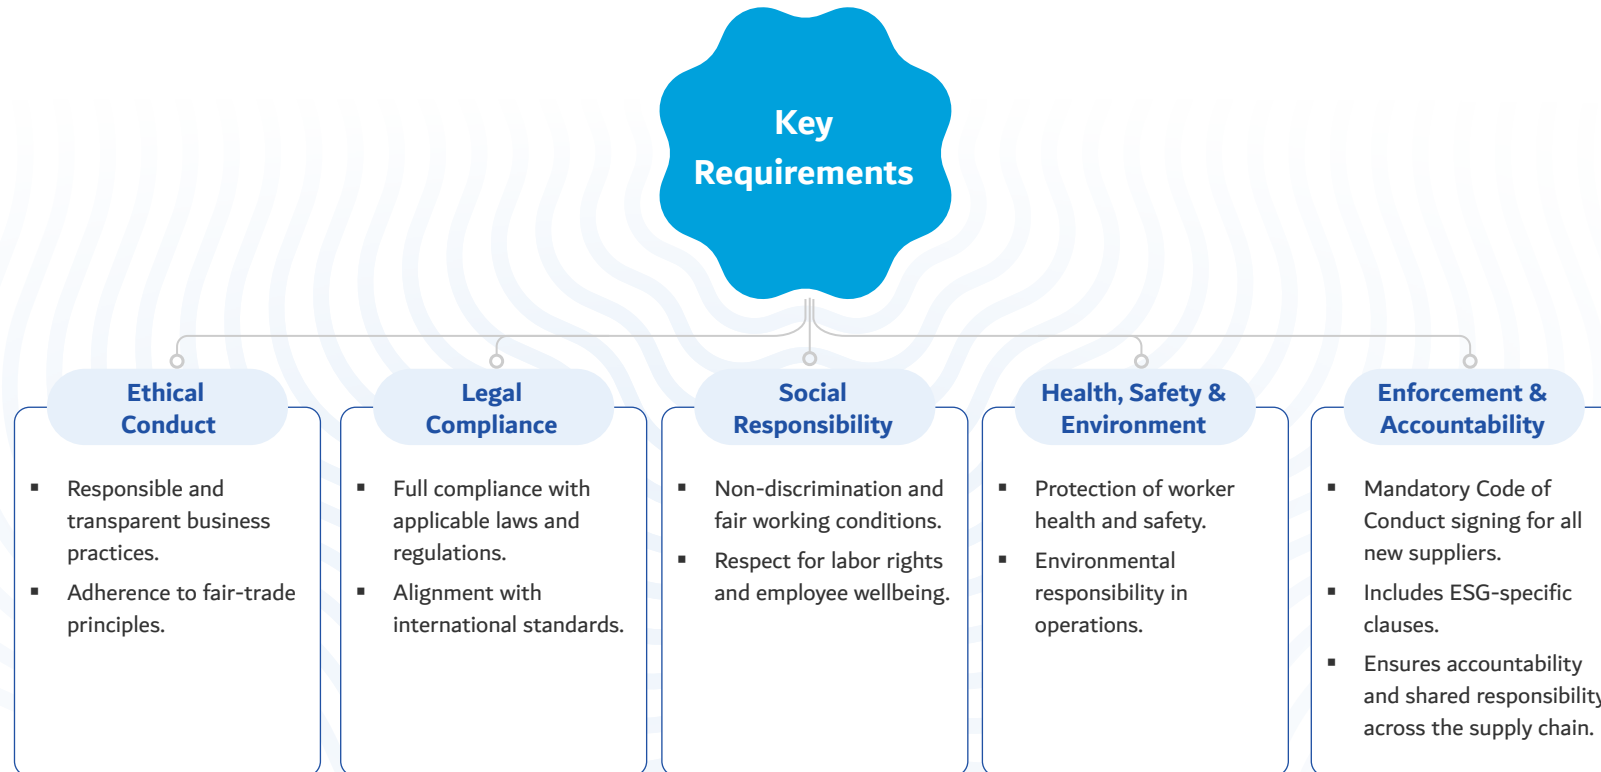 Key
Requirements
Ethical
Conduct
▪ Responsible and
transparent business
practices.
▪ Adherence to fair-trade
principles.
Legal
Compliance
▪ Full compliance with
applicable laws and
regulations.
▪ Alignment with
international standards.
Social
Responsibility
▪ Non-discrimination and
fair working conditions.
▪ Respect for labor rights
and employee wellbeing.
Health, Safety &
Environment
▪ Protection of worker
health and safety.
▪ Environmental
responsibility in
operations.
Enforcement &
Accountability
▪ Mandatory Code of
Conduct signing for all
new suppliers.
▪ Includes ESG-specific
clauses.
▪ Ensures accountability
and shared responsibility
across the supply chain.